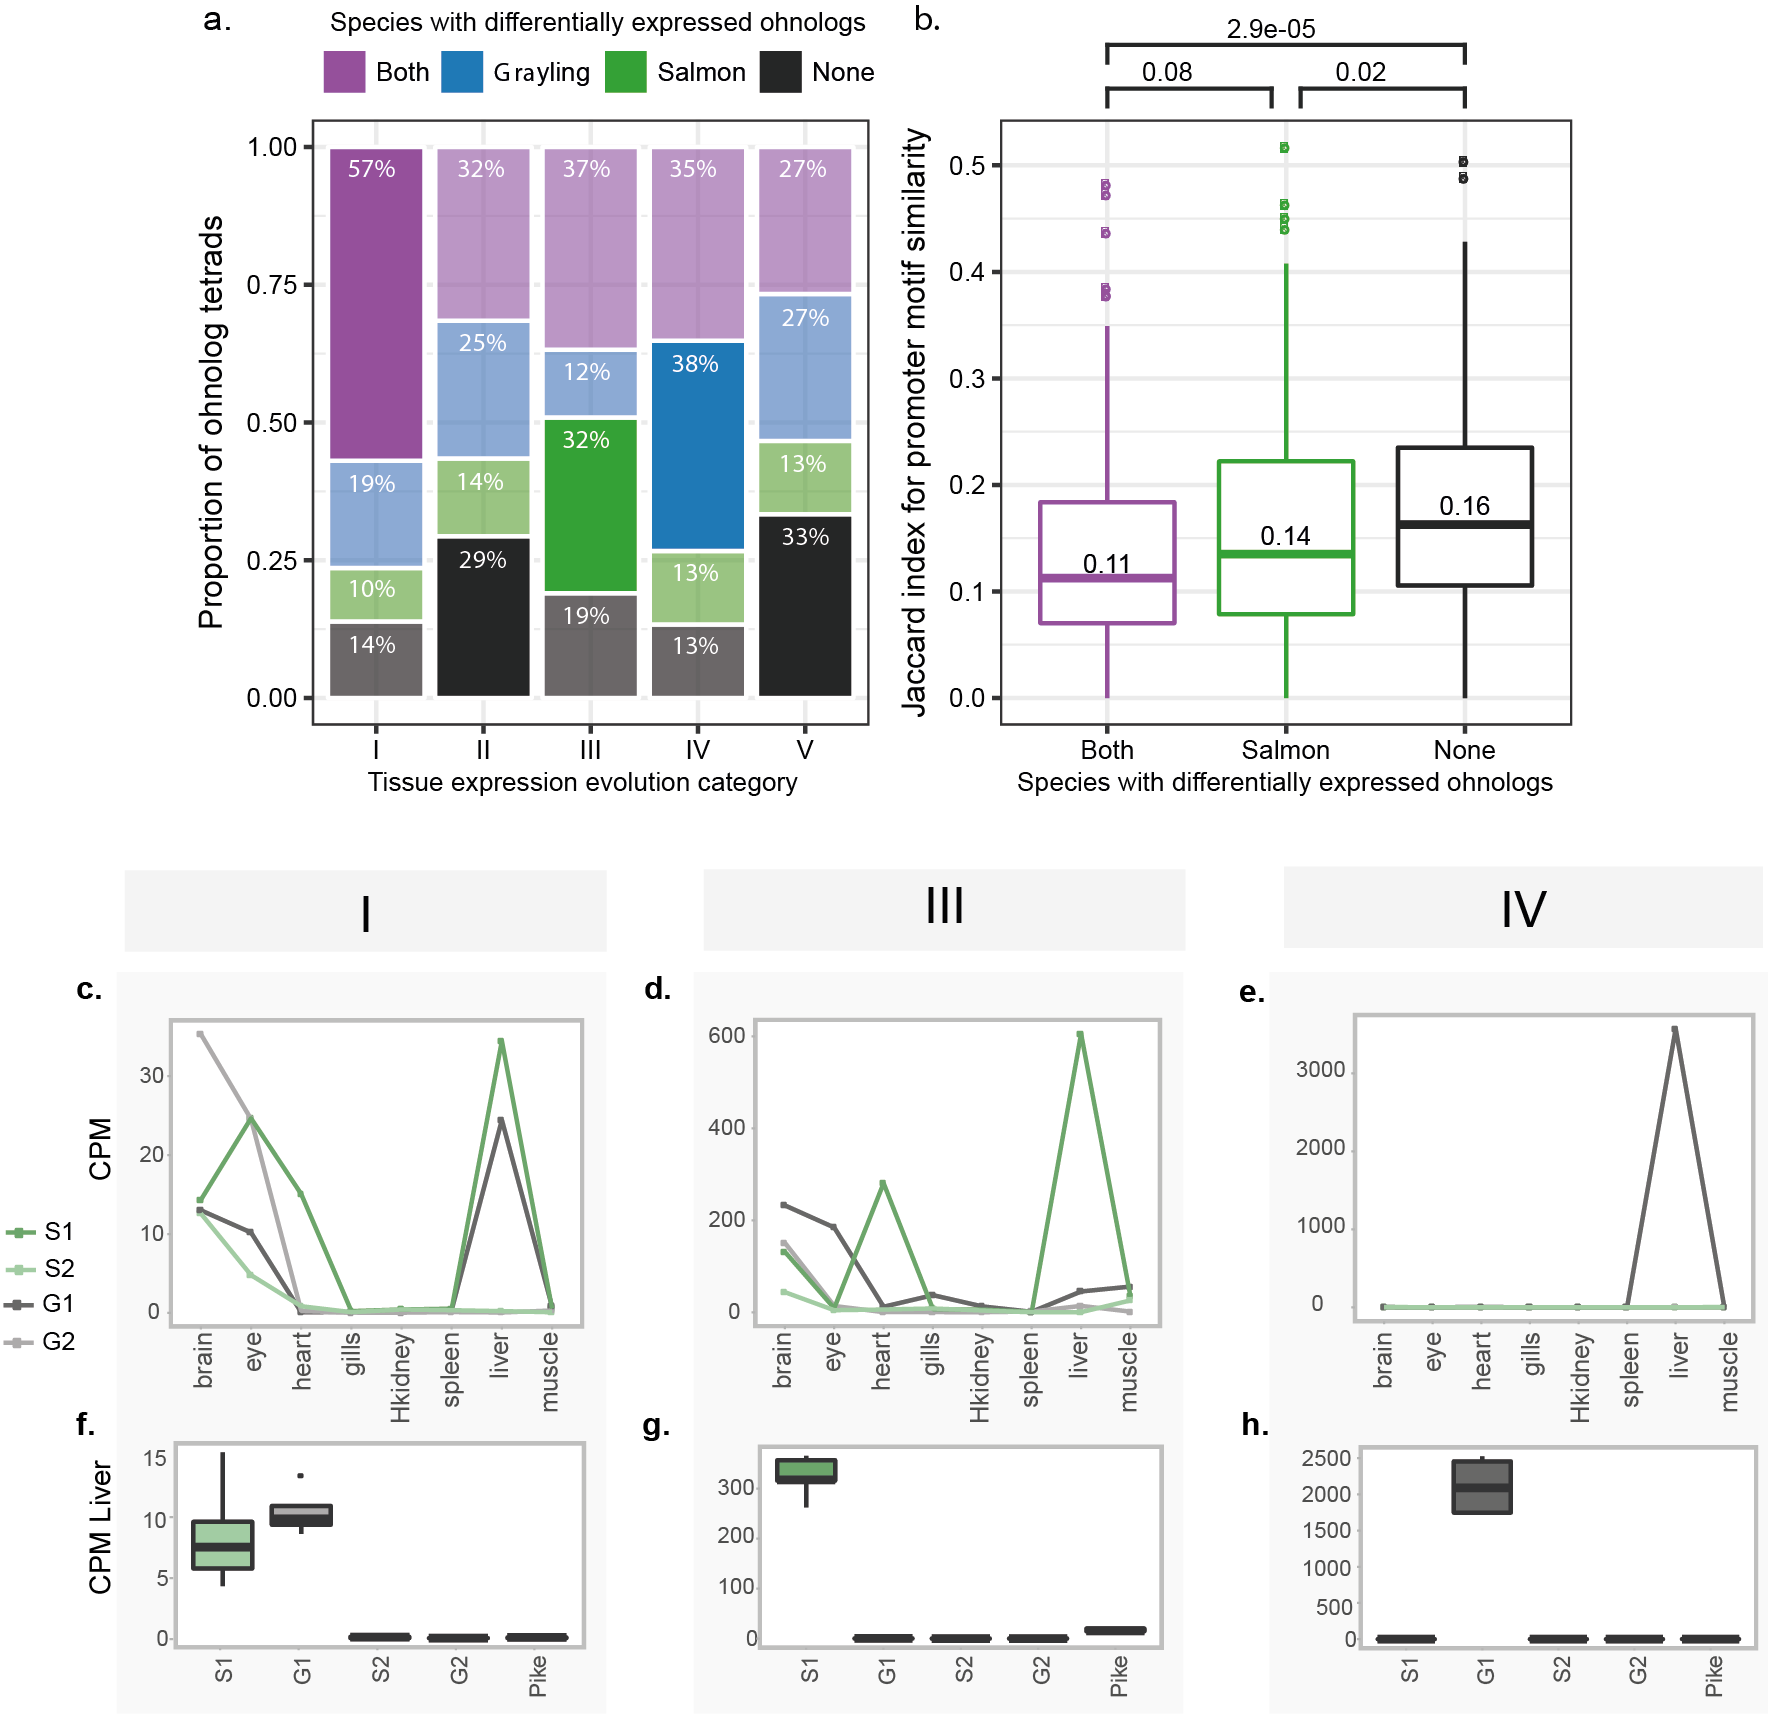 a.
Species with differentially expressed ohnologs
Both Grayling Salmon None
Proportion of ohnolog tetrads
1.00
0.75
0.50
0.25
0.00
57% 32% 37% 35% 27%
19% 25% 12% 38% 27%
10% 14% 32% 13% 13%
14% 29% 19% 13% 33%
I II III IV V
Tissue expression evolution category
b.
2.9e-05
0.08 0.02
Jaccard index for promoter motif similarity
0.5
0.4
0.3
0.2
0.1
0.0
0.11 0.14 0.16
Both Salmon None
Species with differentially expressed ohnologs
I III IV
c.
CPM
30
20
10
0
brain eye heart gills Hkidney spleen liver muscle
S1
S2
G1
G2
d.
600
400
200
0
brain eye heart gills Hkidney spleen liver muscle
e.
3000
2000
1000
0
brain eye heart gills Hkidney spleen liver muscle
f.
CPM Liver
15
10
5
0
S1 G1 S2 G2 Pike
g.
300
200
100
0
S1 G1 S2 G2 Pike
h.
2500
2000
1500
1000
500
0
S1 G1 S2 G2 Pike